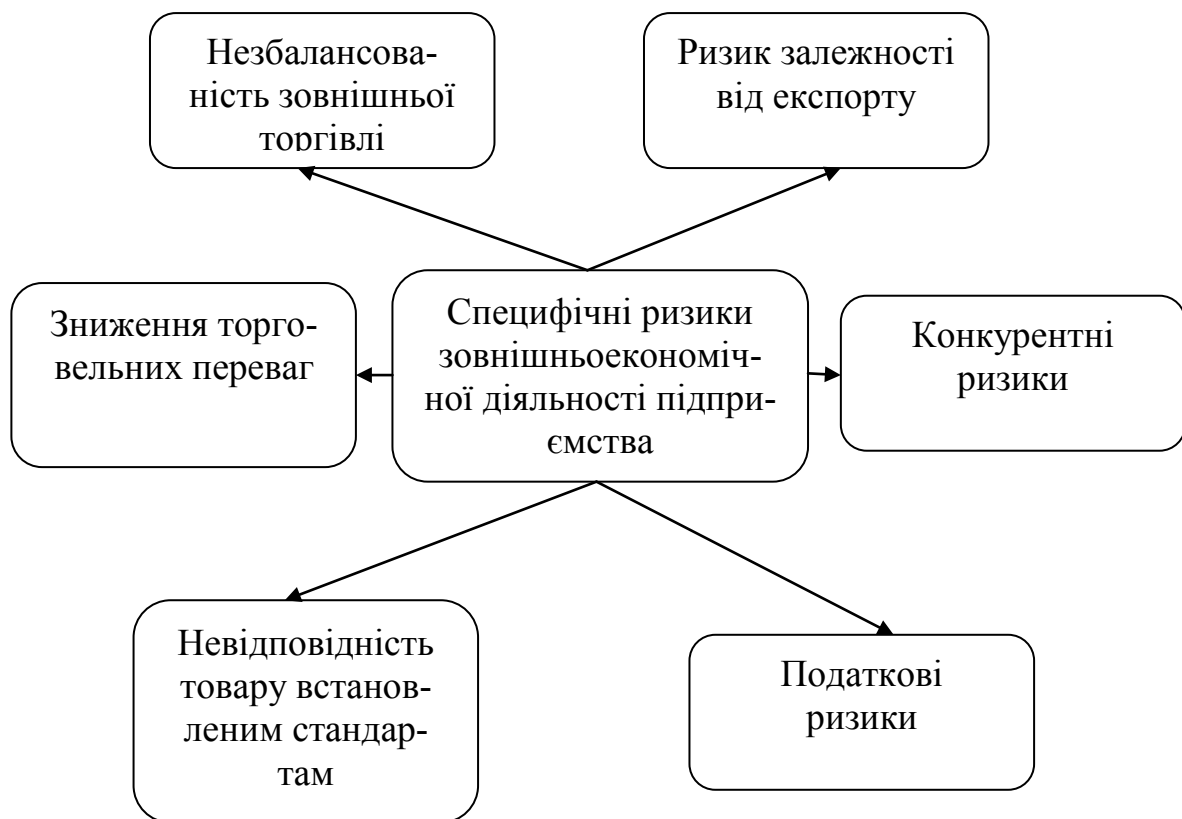 Незбалансова-
ність зовнішньої
торгівлі
Ризик залежності
від експорту
Зниження торго-
вельних переваг
Специфічні ризики
зовнішньоекономіч-
ної діяльності підпри-
ємства
Конкурентні
ризики
Невідповідність
товару встанов-
леним стандар-
там
Податкові
ризики